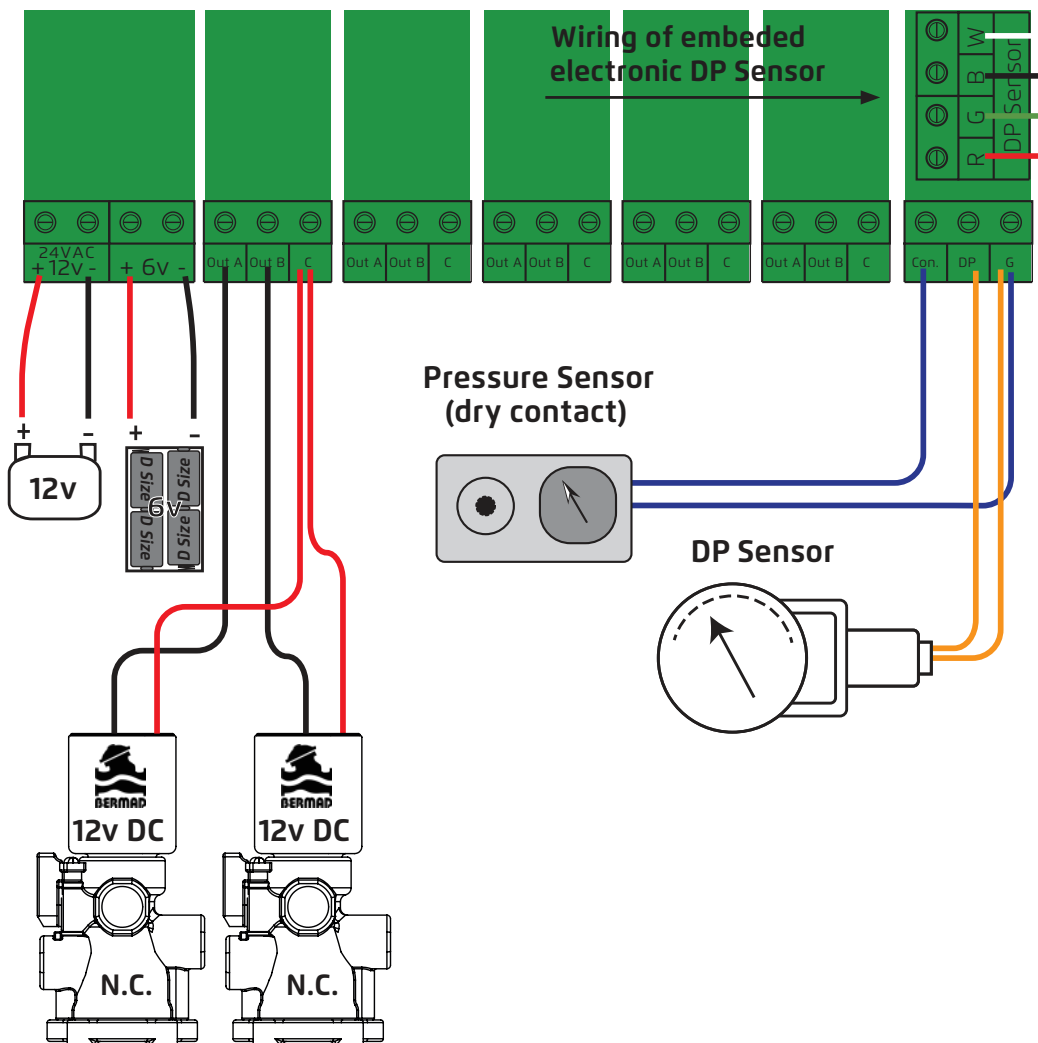 Wiring of embeded
electronic DP Sensor
W
B
G
R
DP Sensor
24VAC
+ 12v - + 6v -
Out A Out B C
Out A Out B C
Out A Out B C
Out A Out B C
Out A Out B C
Con. DP G
Pressure Sensor
(dry contact)
+ - + -
12v
D Size D Size
6v
D Size D Size
DP Sensor
BERMAD BERMAD
12v DC 12v DC
N.C. N.C.